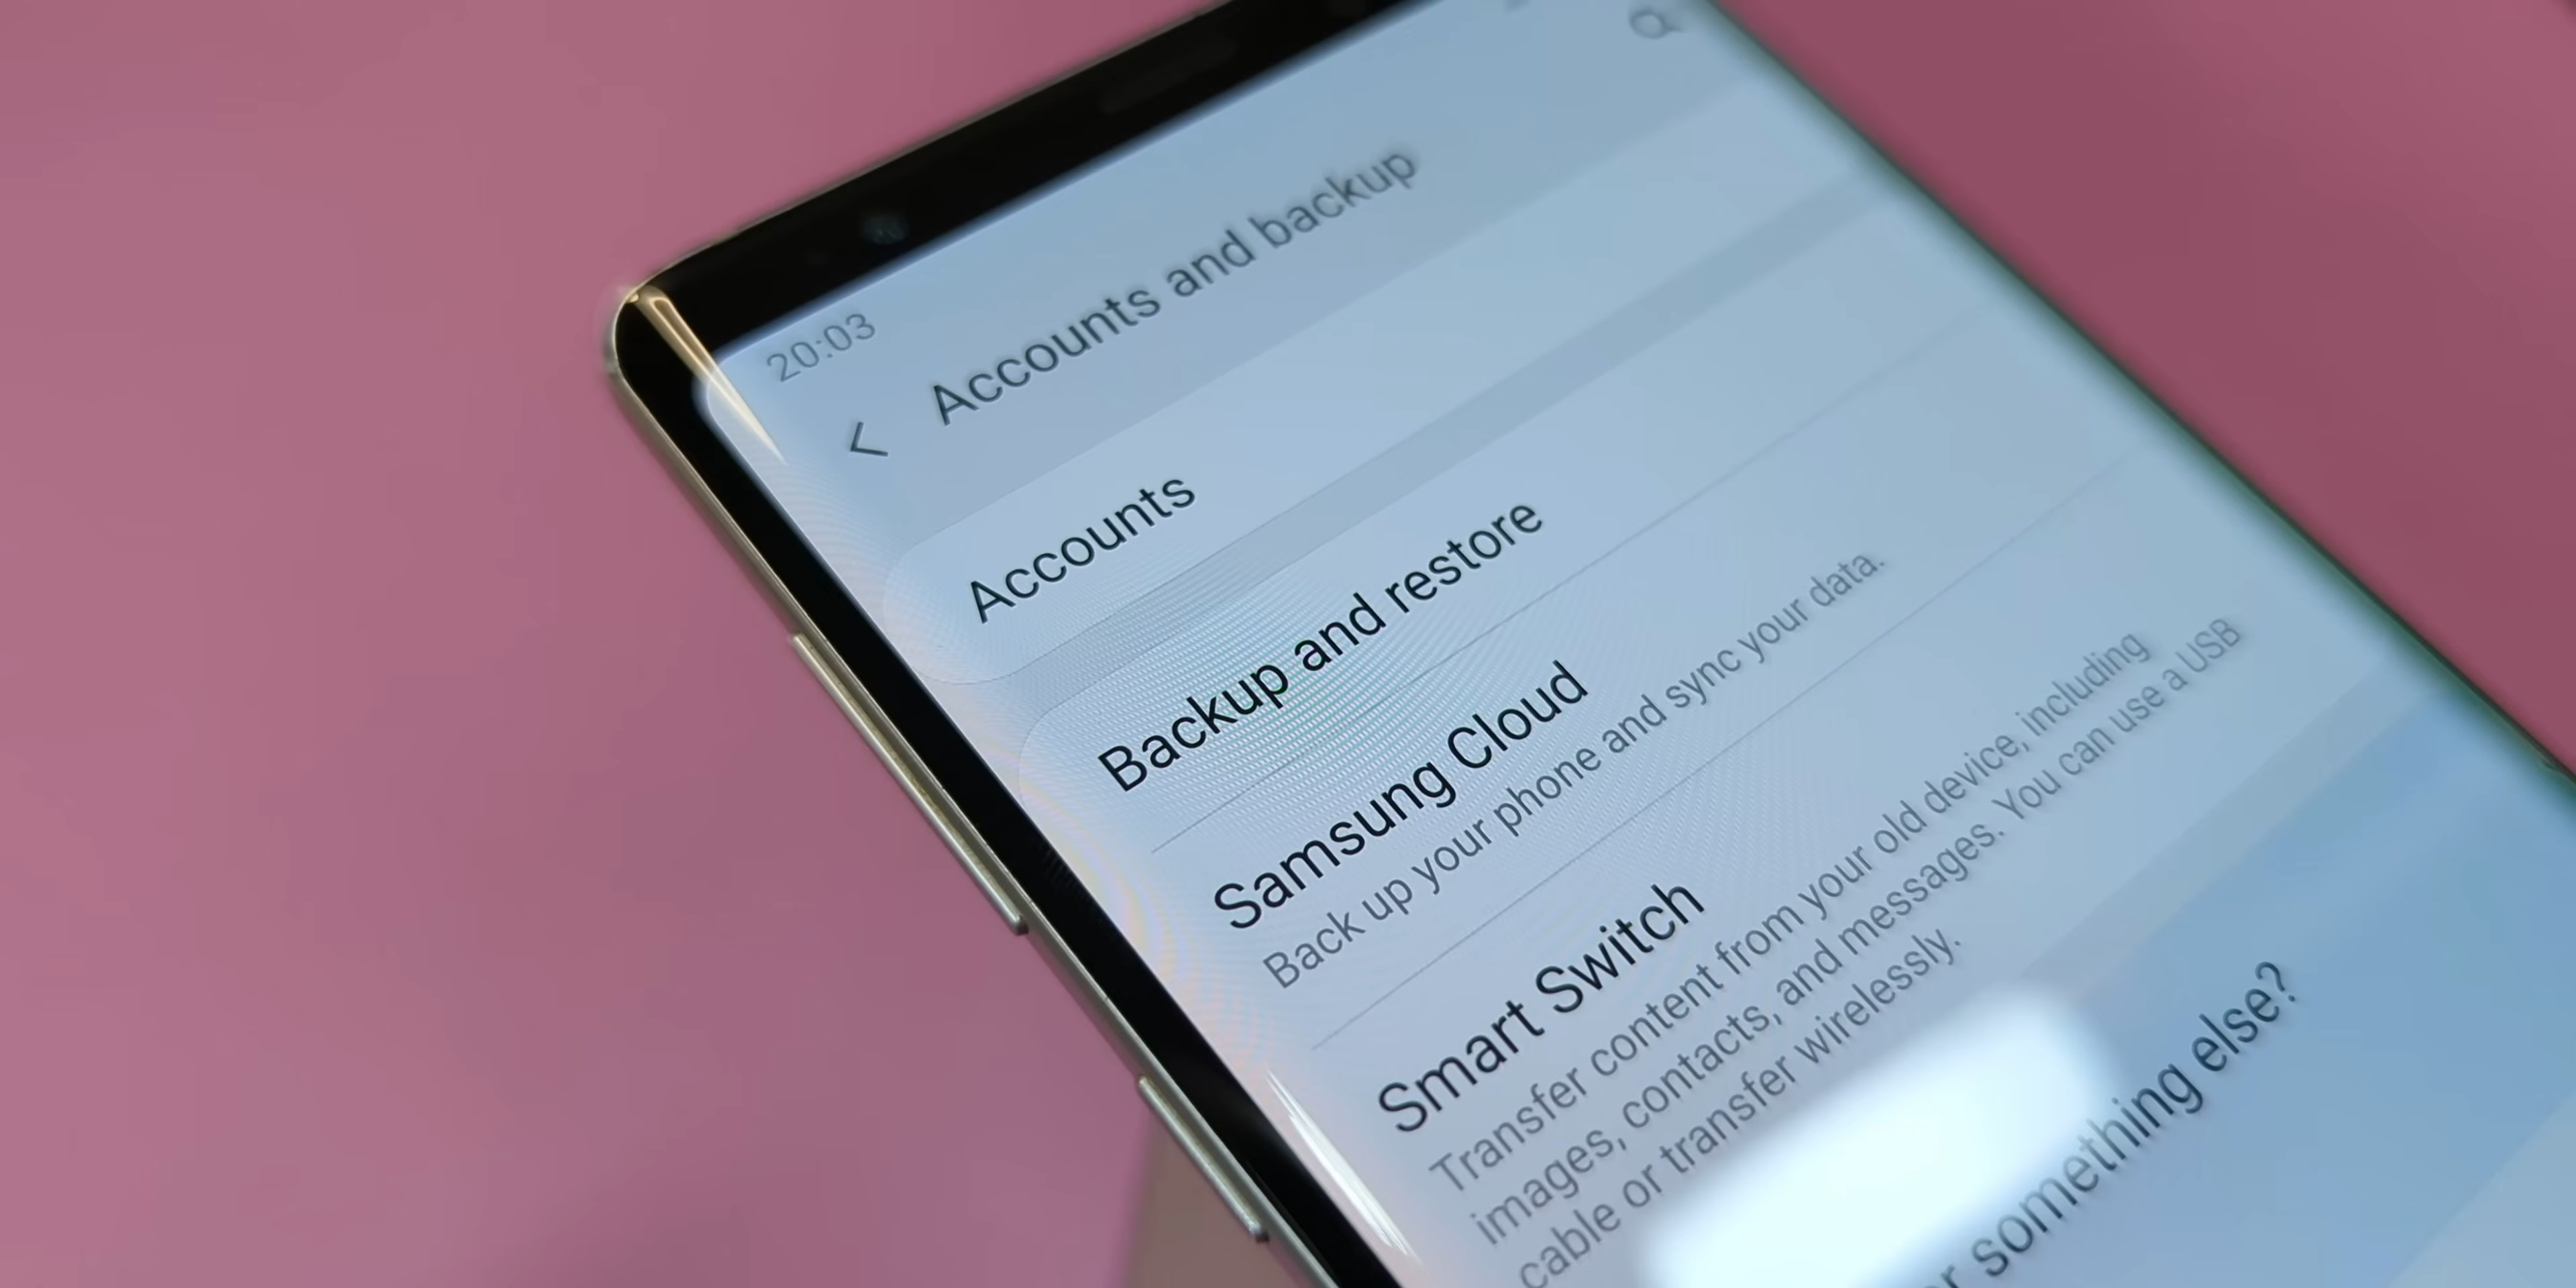 20:03
Accounts and backup
Accounts
Backup and restore
Samsung Cloud
Back up your phone and sync your data.
Smart Switch
Transfer content from your old device, including
images, contacts, and messages. You can use a USB
cable or transfer wirelessly.
something else?